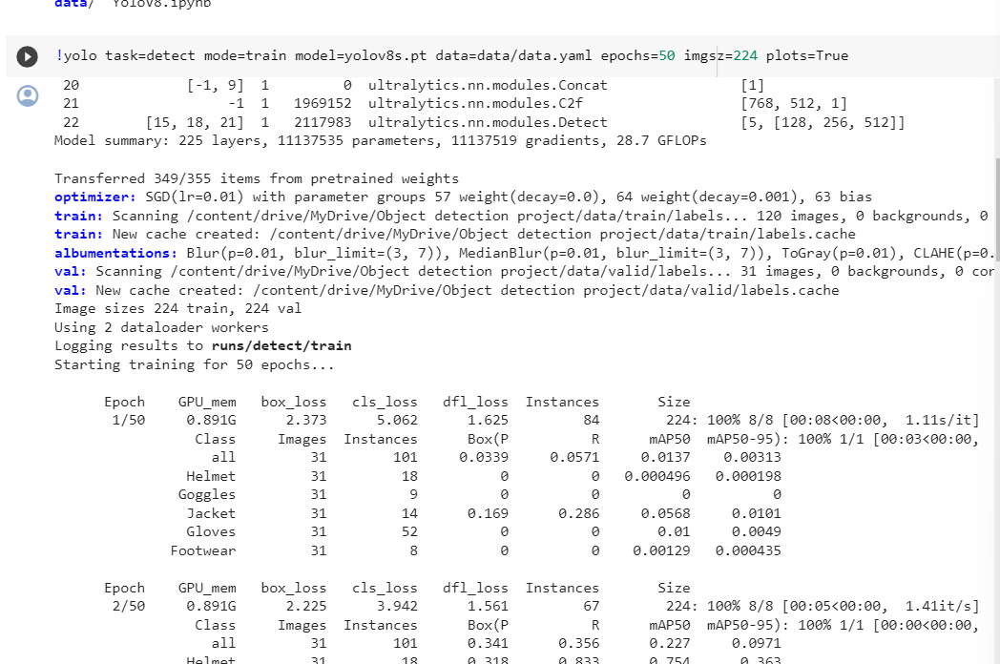 data/ Yolov8.ipynb
!yolo task=detect mode=train model=yolov8s.pt data=data/data.yaml epochs=50 imgsz=224 plots=True
20 [-1, 9] 1 0 ultralytics.nn.modules.Concat [1]
21 -1 1 1969152 ultralytics.nn.modules.C2f [768, 512, 1]
22 [15, 18, 21] 1 2117983 ultralytics.nn.modules.Detect [5, [128, 256, 512]]
Model summary: 225 layers, 11137535 parameters, 11137519 gradients, 28.7 GFLOPs
Transferred 349/355 items from pretrained weights
optimizer: SGD(lr=0.01) with parameter groups 57 weight(decay=0.0), 64 weight(decay=0.001), 63 bias
train: Scanning /content/drive/MyDrive/Object detection project/data/train/labels... 120 images, 0 backgrounds, 0
train: New cache created: /content/drive/MyDrive/Object detection project/data/train/labels.cache
albumentations: Blur(p=0.01, blur_limit=(3, 7)), MedianBlur(p=0.01, blur_limit=(3, 7)), ToGray(p=0.01), CLAHE(p=0.
val: Scanning /content/drive/MyDrive/Object detection project/data/valid/labels... 31 images, 0 backgrounds, 0 cor
val: New cache created: /content/drive/MyDrive/Object detection project/data/valid/labels.cache
Image sizes 224 train, 224 val
Using 2 dataloader workers
Logging results to runs/detect/train
Starting training for 50 epochs...
Epoch GPU_mem box_loss cls_loss dfl_loss Instances Size
1/50 0.891G 2.373 5.062 1.625 84 224: 100% 8/8 [00:08<00:00, 1.11s/it]
Class Images Instances Box(P R mAP50 mAP50-95): 100% 1/1 [00:03<00:00,
all 31 101 0.0339 0.0571 0.0137 0.00313
Helmet 31 18 0 0 0.000496 0.000198
Goggles 31 9 0 0 0 0
Jacket 31 14 0.169 0.286 0.0568 0.0101
Gloves 31 52 0 0 0.01 0.0049
Footwear 31 8 0 0 0.00129 0.000435
Epoch GPU_mem box_loss cls_loss dfl_loss Instances Size
2/50 0.891G 2.225 3.942 1.561 67 224: 100% 8/8 [00:05<00:00, 1.41it/s]
Class Images Instances Box(P R mAP50 mAP50-95): 100% 1/1 [00:00<00:00,
all 31 101 0.341 0.356 0.227 0.0971
Helmet 31 18 0.318 0.833 0.754 0.363